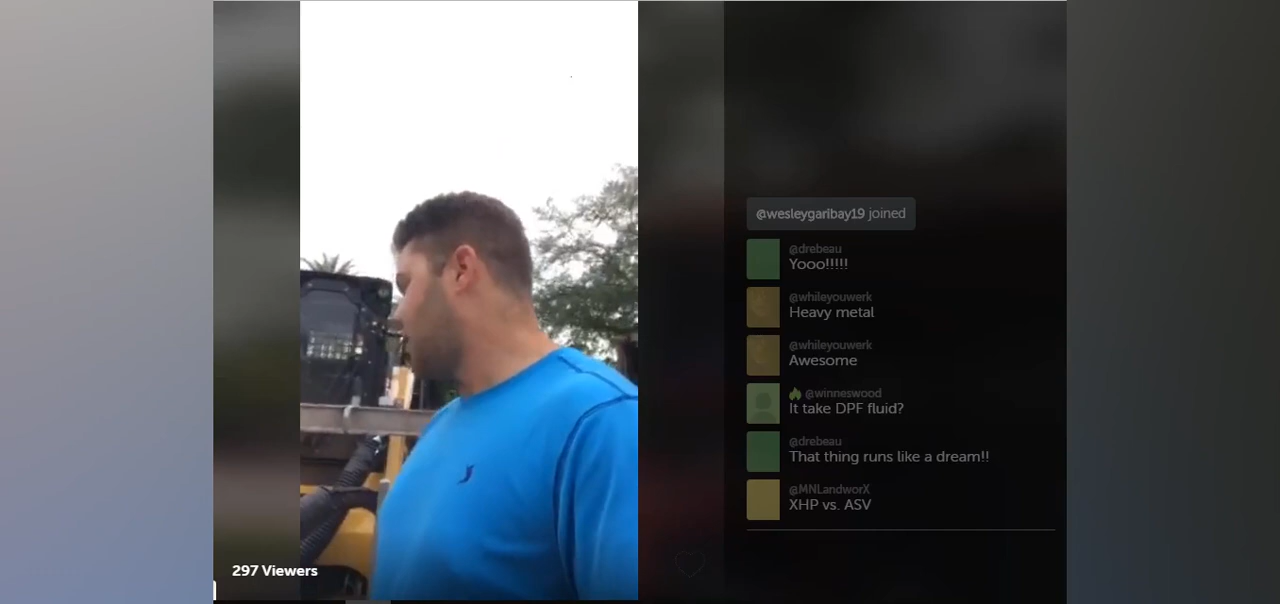 @wesleygaribay19 joined
@drebeau
Yooo!!!!!
@whileyouwerk
Heavy metal
@whileyouwerk
Awesome
@winneswood
It take DPF fluid?
@drebeau
That thing runs like a dream!!
@MNLandworX
XHP vs. ASV
297 Viewers